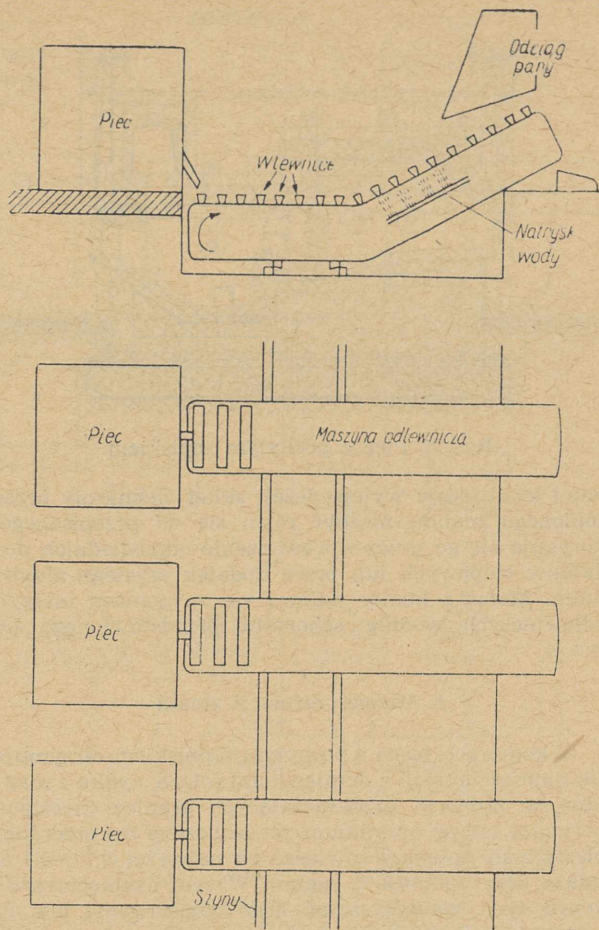 Odciąg
pary
Piec
Wlewnice
Natrysk
wody
Piec
Maszyna odlewnicza
Piec
Piec
Szyny